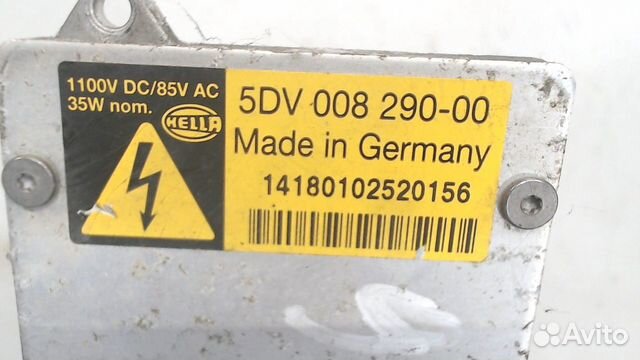 1100V DC/85V AC
35W nom.
HELLA
5DV 008 290-00
Made in Germany
14180102520156
Avito